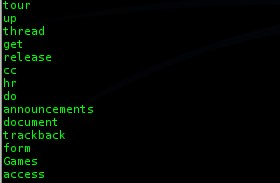 tour
up
thread
get
release
cc
hr
do
announcements
document
trackback
form
Games
access